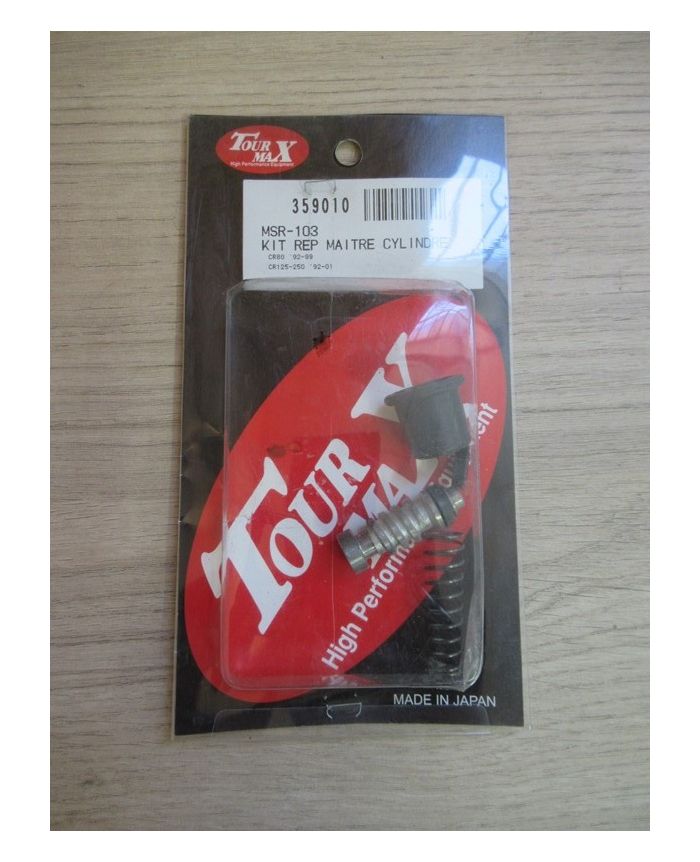 TOUR
MAX
High Performance Equipment
359010
MSR-103
KIT REP MAITRE CYLINDRE
CR80 '92-99
CR125-250 '92-01
TOUR
MAX
High Performance Equipment
MADE IN JAPAN